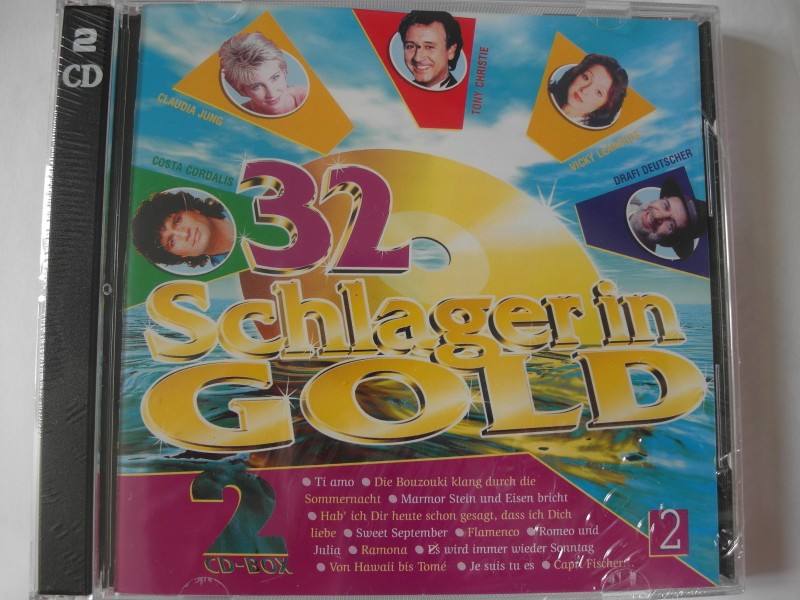 2
CD
CLAUDIA JUNG
TONY CHRISTIE
VICKY LEANDROS
COSTA CORDALIS
DRAFI DEUTSCHER
32
Schlager in
GOLD
2
CD-BOX
● Ti amo ● Die Bouzouki klang durch die
Sommernacht ● Marmor Stein und Eisen bricht
● Hab' ich Dir heute schon gesagt, dass ich Dich
liebe ● Sweet September ● Flamenco ● Romeo und
Julia ● Ramona ● Es wird immer wieder Sonntag
● Von Hawaii bis Tomé ● Je suis tu es ● Capri Fischer...
2